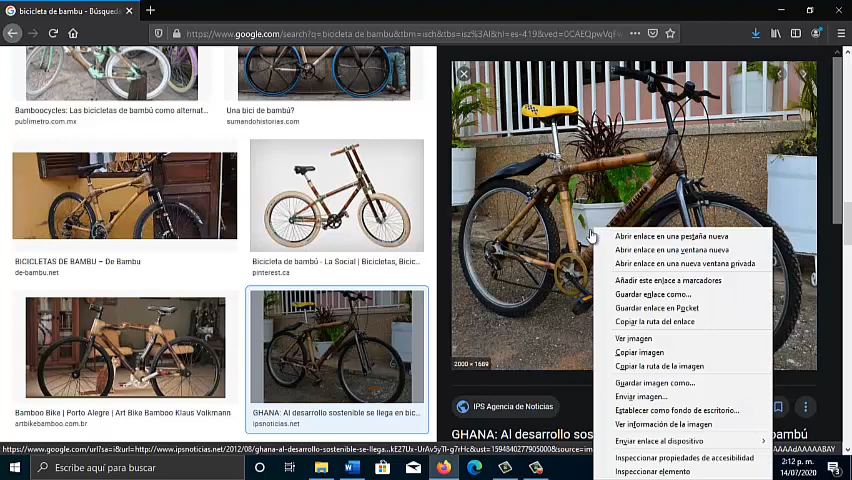 bicicleta de bambu - Búsqued
https://www.google.com/search?q=bicicleta de bambu&tbm=isch&tbs=isz%3Al&hl=es-419&ved=0CAEQpwVqF
Bamboocycles: Las bicicletas de bambú como alternat...
publimetro.com.mx
Una bici de bambú?
sumandohistorias.com
BICICLETAS DE BAMBU – De Bambu
de-bambu.net
Bicicleta de bambú - La Social | Bicicletas, Bicic...
pinterest.ca
Bamboo Bike | Porto Alegre | Art Bike Bamboo Klaus Volkmann
artbikebamboo.com.br
GHANA: Al desarrollo sostenible se llega en bic...
ipsnoticias.net
2000 × 1689
IPS Agencia de Noticias
GHANA: Al desarrollo sos
mbú
Abrir enlace en una pestaña nueva
Abrir enlace en una ventana nueva
Abrir enlace en una nueva ventana privada
Añadir este enlace a marcadores
Guardar enlace como...
Guardar enlace en Pocket
Copiar la ruta del enlace
Ver imagen
Copiar imagen
Copiar la ruta de la imagen
Guardar imagen como...
Enviar imagen...
Establecer como fondo de escritorio...
Ver información de la imagen
Enviar enlace al dispositivo
Inspeccionar propiedades de accesibilidad
Inspeccionar elemento
Escribe aquí para buscar
2:12 p. m.
14/07/2020
3